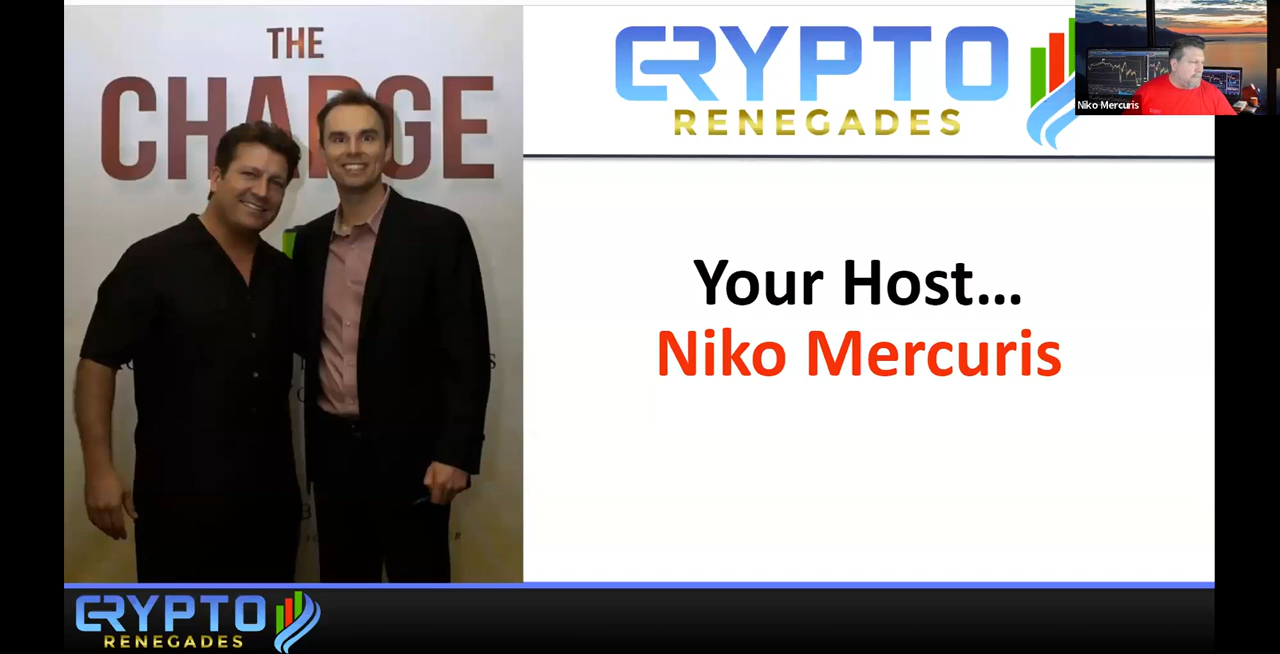 THE
CHARGE
CRYPTO
RENEGADES
Niko Mercuris
Your Host...
Niko Mercuris
CRYPTO
RENEGADES